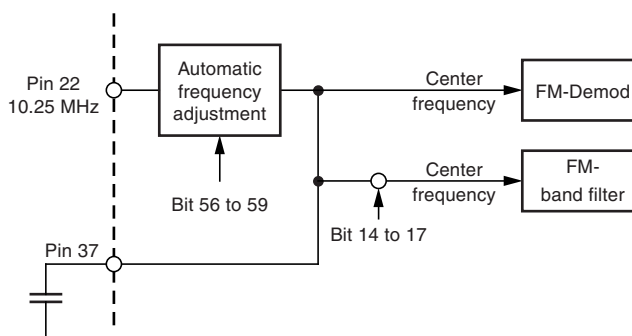 Pin 22
10.25 MHz
Automatic
frequency
adjustment
Center
frequency
FM-Demod
Bit 56 to 59
Center
frequency
FM-
band filter
Bit 14 to 17
Pin 37